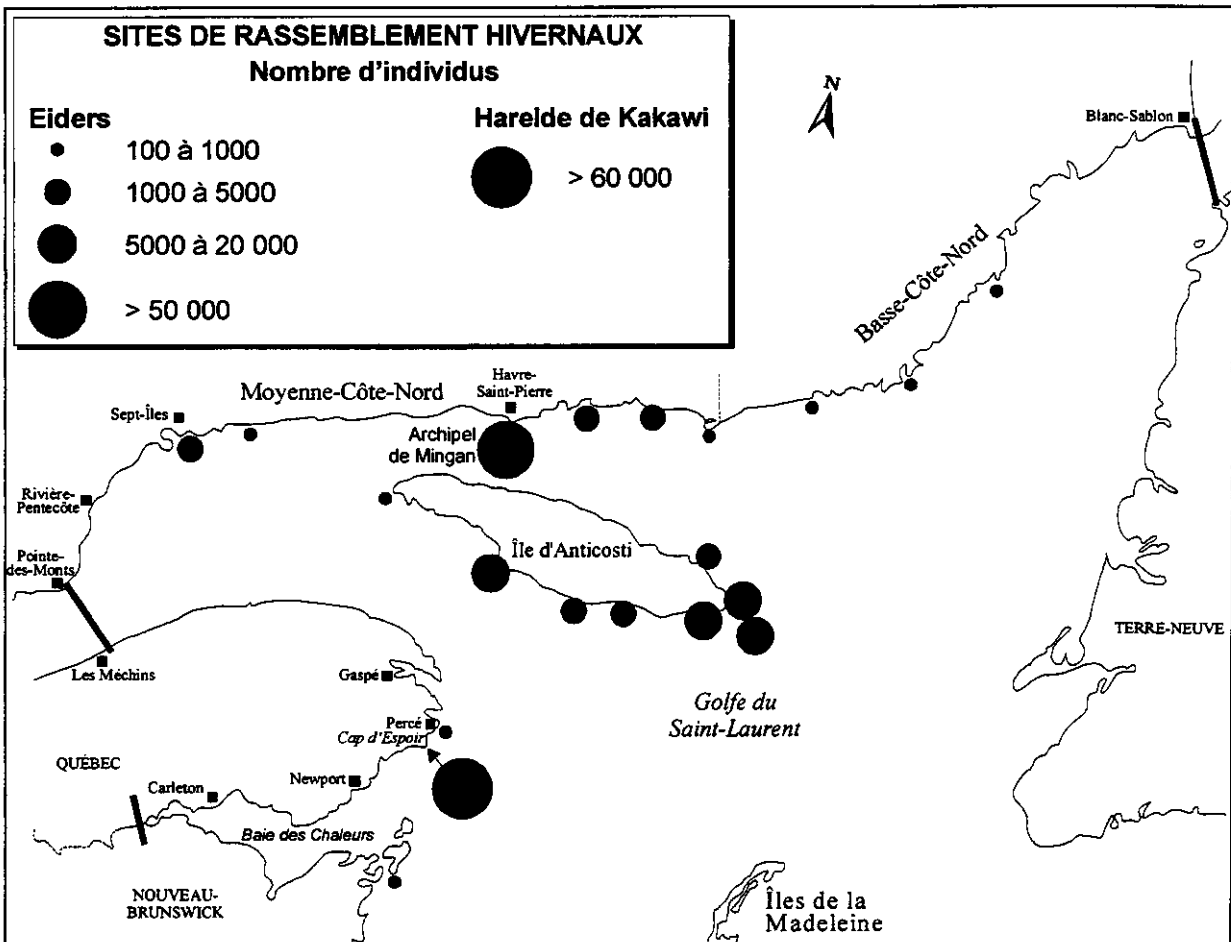 SITES DE RASSEMBLEMENT HIVERNAUX
Nombre d'individus
Eiders
100 à 1000
1000 à 5000
5000 à 20 000
> 50 000
Harelde de Kakawi
> 60 000
N
Blanc-Sablon
Basse-Côte-Nord
Moyenne-Côte-Nord
Havre-
Saint-Pierre
Sept-Îles
Archipel
de Mingan
Rivière-
Pentecôte
Île d'Anticosti
Pointe-
des-Monts
TERRE-NEUVE
Les Méchins
Gaspé
Golfe du
Saint-Laurent
Percé
Cap d'Espoir
QUÉBEC
Carleton
Newport
Baie des Chaleurs
NOUVEAU-
BRUNSWICK
Îles de la
Madeleine